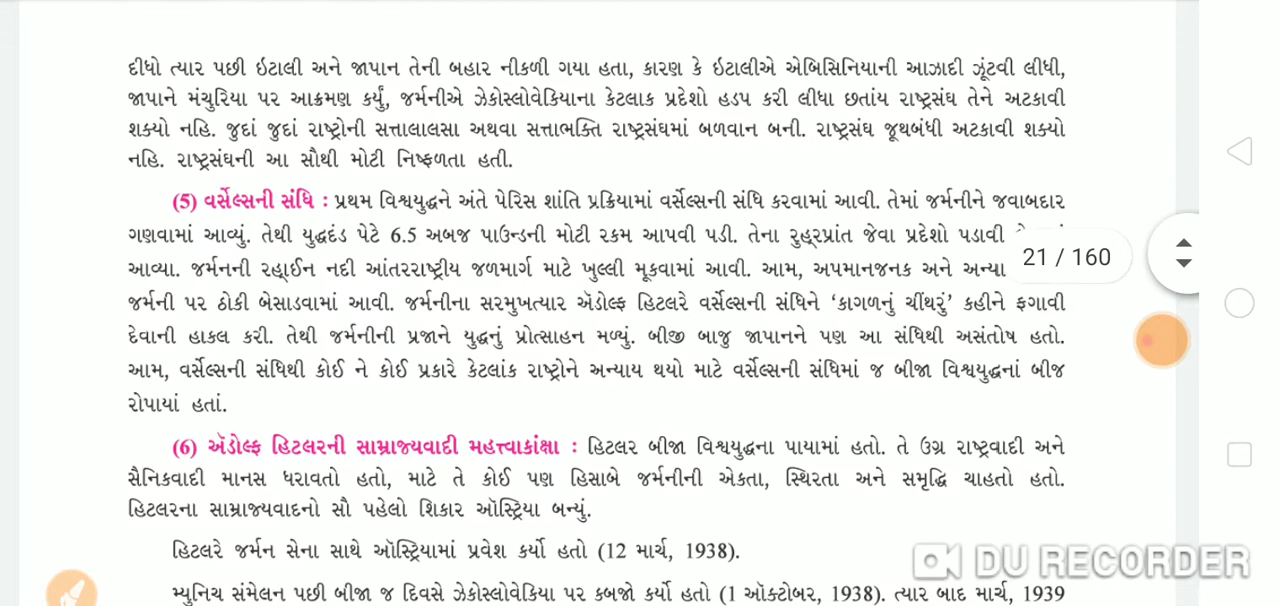 દીધો ત્યાર પછી ઇટાલી અને જાપાન તેની બહાર નીકળી ગયા હતા, કારણ કે ઇટાલીએ એબિસિનિયાની આઝાદી ઝૂંટવી લીધી,
જાપાને મંચુરિયા પર આક્રમણ કર્યું, જર્મનીએ ઝેકોસ્લોવેકિયાના કેટલાક પ્રદેશો હડપ કરી લીધા છતાંય રાષ્ટ્રસંઘ તેને અટકાવી
શક્યો નહિ. જુદાં જુદાં રાષ્ટ્રોની સત્તાલાલસા અથવા સત્તાભક્તિ રાષ્ટ્રસંઘમાં બળવાન બની. રાષ્ટ્રસંઘ જૂથબંધી અટકાવી શક્યો
નહિ. રાષ્ટ્રસંઘની આ સૌથી મોટી નિષ્ફળતા હતી.
(5) વર્સેલ્સની સંધિ : પ્રથમ વિશ્વયુદ્ધને અંતે પેરિસ શાંતિ પ્રક્રિયામાં વર્સેલ્સની સંધિ કરવામાં આવી. તેમાં જર્મનીને જવાબદાર
ગણવામાં આવ્યું. તેથી યુદ્ધદંડ પેટે 6.5 અબજ પાઉન્ડની મોટી રકમ આપવી પડી. તેના રુહ્રપ્રાંત જેવા પ્રદેશો પડાવી
21 / 160
આવ્યા. જર્મનની રહાઈન નદી આંતરરાષ્ટ્રીય જળમાર્ગ માટે ખુલ્લી મૂકવામાં આવી. આમ, અપમાનજનક અને
જર્મની પર ઠોકી બેસાડવામાં આવી. જર્મનીના સરમુખત્યાર ઍડોલ્ફ હિટલરે વર્સેલ્સની સંધિને ‘કાગળનું ચીંથરું’ કહીને ફગાવી
દેવાની હાકલ કરી. તેથી જર્મનીની પ્રજાને યુદ્ધનું પ્રોત્સાહન મળ્યું. બીજી બાજુ જાપાનને પણ આ સંધિથી અસંતોષ હતો.
આમ, વર્સેલ્સની સંધિથી કોઈ ને કોઈ પ્રકારે કેટલાંક રાષ્ટ્રોને અન્યાય થયો માટે વર્સેલ્સની સંધિમાં જ બીજા વિશ્વયુદ્ધનાં બીજ
રોપાયાં હતાં.
(6) ઍડોલ્ફ હિટલરની સામ્રાજ્યવાદી મહત્ત્વાકાંક્ષા : હિટલર બીજા વિશ્વયુદ્ધના પાયામાં હતો. તે ઉગ્ર રાષ્ટ્રવાદી અને
સૈનિકવાદી માનસ ધરાવતો હતો, માટે તે કોઈ પણ હિસાબે જર્મનીની એકતા, સ્થિરતા અને સમૃદ્ધિ ચાહતો હતો.
હિટલરના સામ્રાજ્યવાદનો સૌ પહેલો શિકાર ઑસ્ટ્રિયા બન્યું.
હિટલરે જર્મન સેના સાથે ઑસ્ટ્રિયામાં પ્રવેશ કર્યો હતો (12 માર્ચ, 1938).
DU RECORDER
મ્યુનિચ સંમેલન પછી બીજા જ દિવસે ઝેકોસ્લોવેકિયા પર કબજો કર્યો હતો (1 ઑક્ટોબર, 1938). ત્યાર બાદ માર્ચ, 1939